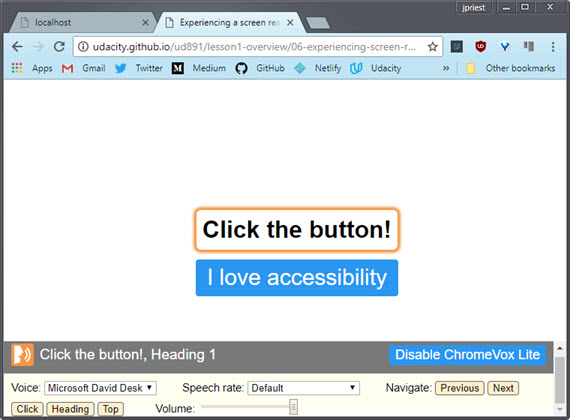 jpriest
localhost
Experiencing a screen rea
udacity.github.io/ud891/lesson1-overview/06-experiencing-screen-r...
Apps Gmail Twitter Medium GitHub Netlify Udacity » Other bookmarks
Click the button!
I love accessibility
Click the button!, Heading 1 Disable ChromeVox Lite
Voice: Microsoft David Desk Speech rate: Default Navigate: Previous Next
Click Heading Top Volume: